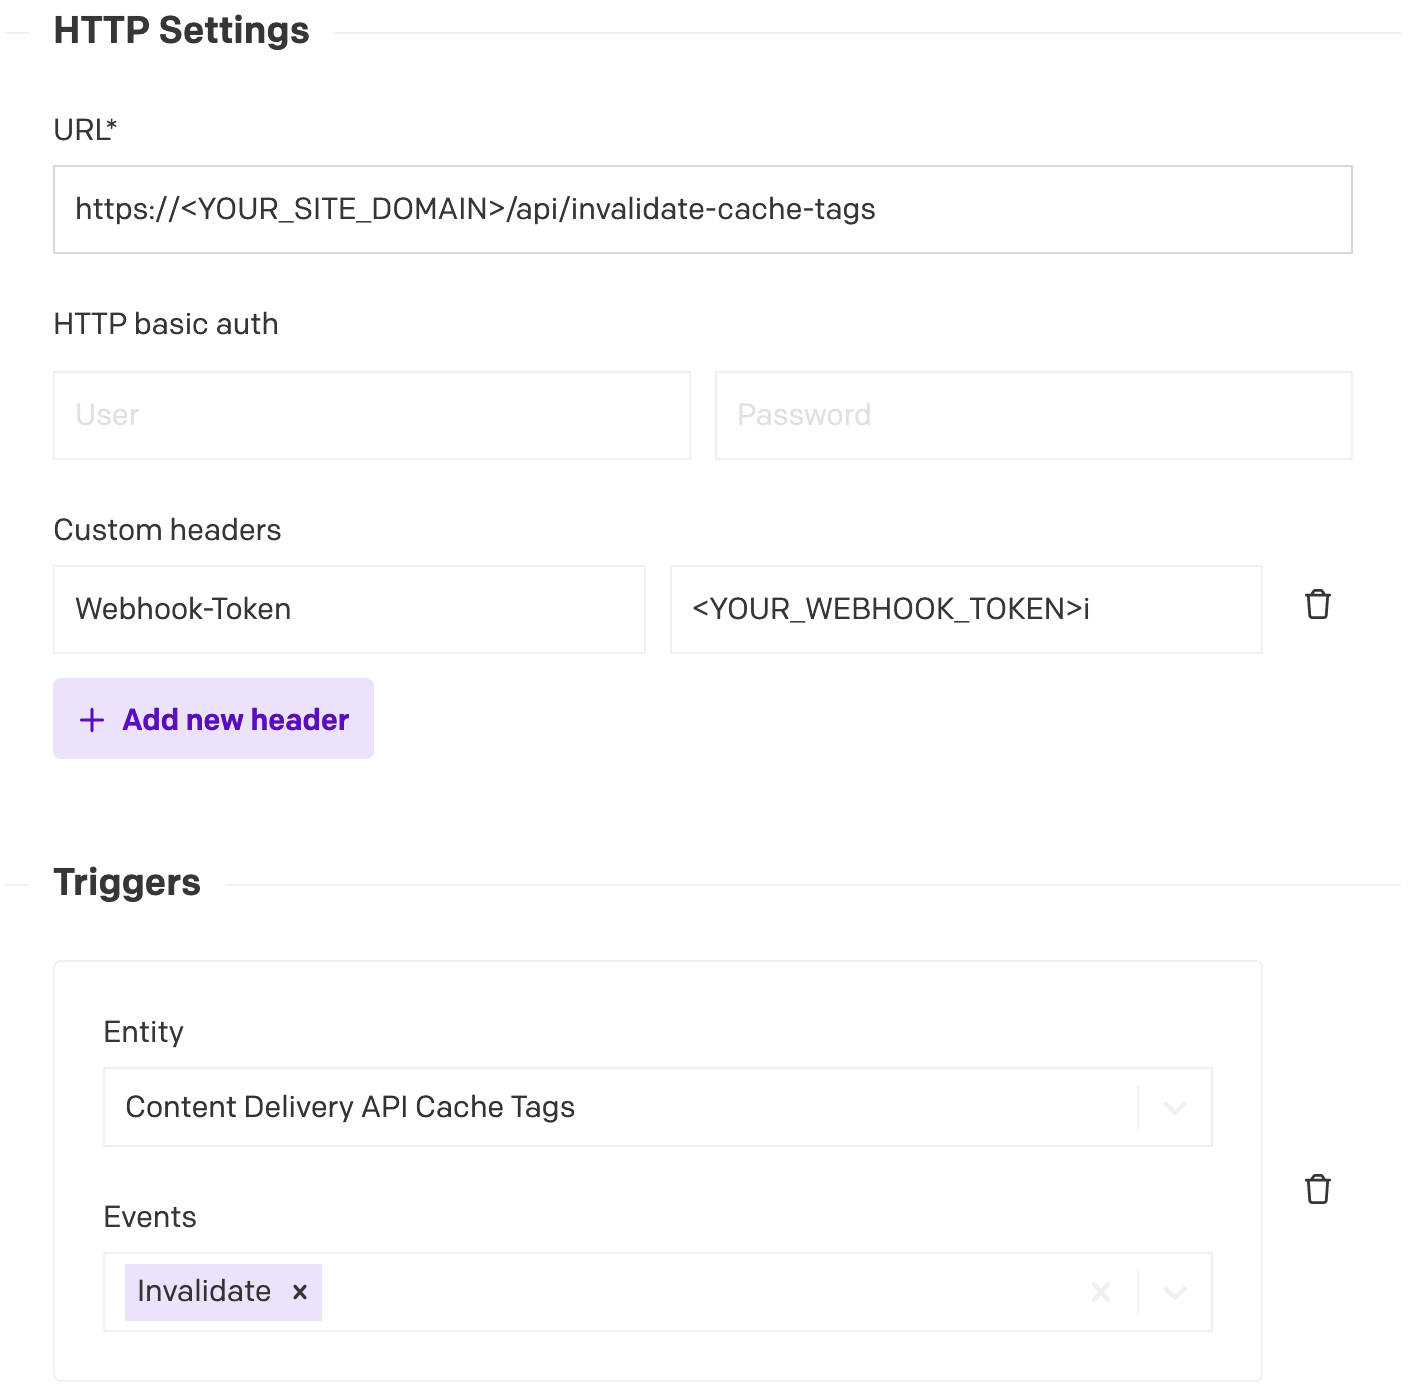 HTTP Settings
URL*
https://<YOUR_SITE_DOMAIN>/api/invalidate-cache-tags
HTTP basic auth
User
Password
Custom headers
Webhook-Token
<YOUR_WEBHOOK_TOKEN>i
Add new header
Triggers
Entity
Content Delivery API Cache Tags
Events
Invalidate